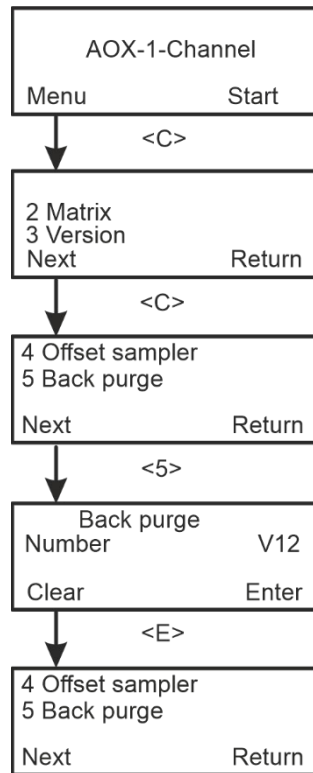 AOX-1-Channel
Menu Start
<C>
2 Matrix
3 Version
Next Return
<C>
4 Offset sampler
5 Back purge
Next Return
<5>
Back purge
Number V12
Clear Enter
<E>
4 Offset sampler
5 Back purge
Next Return